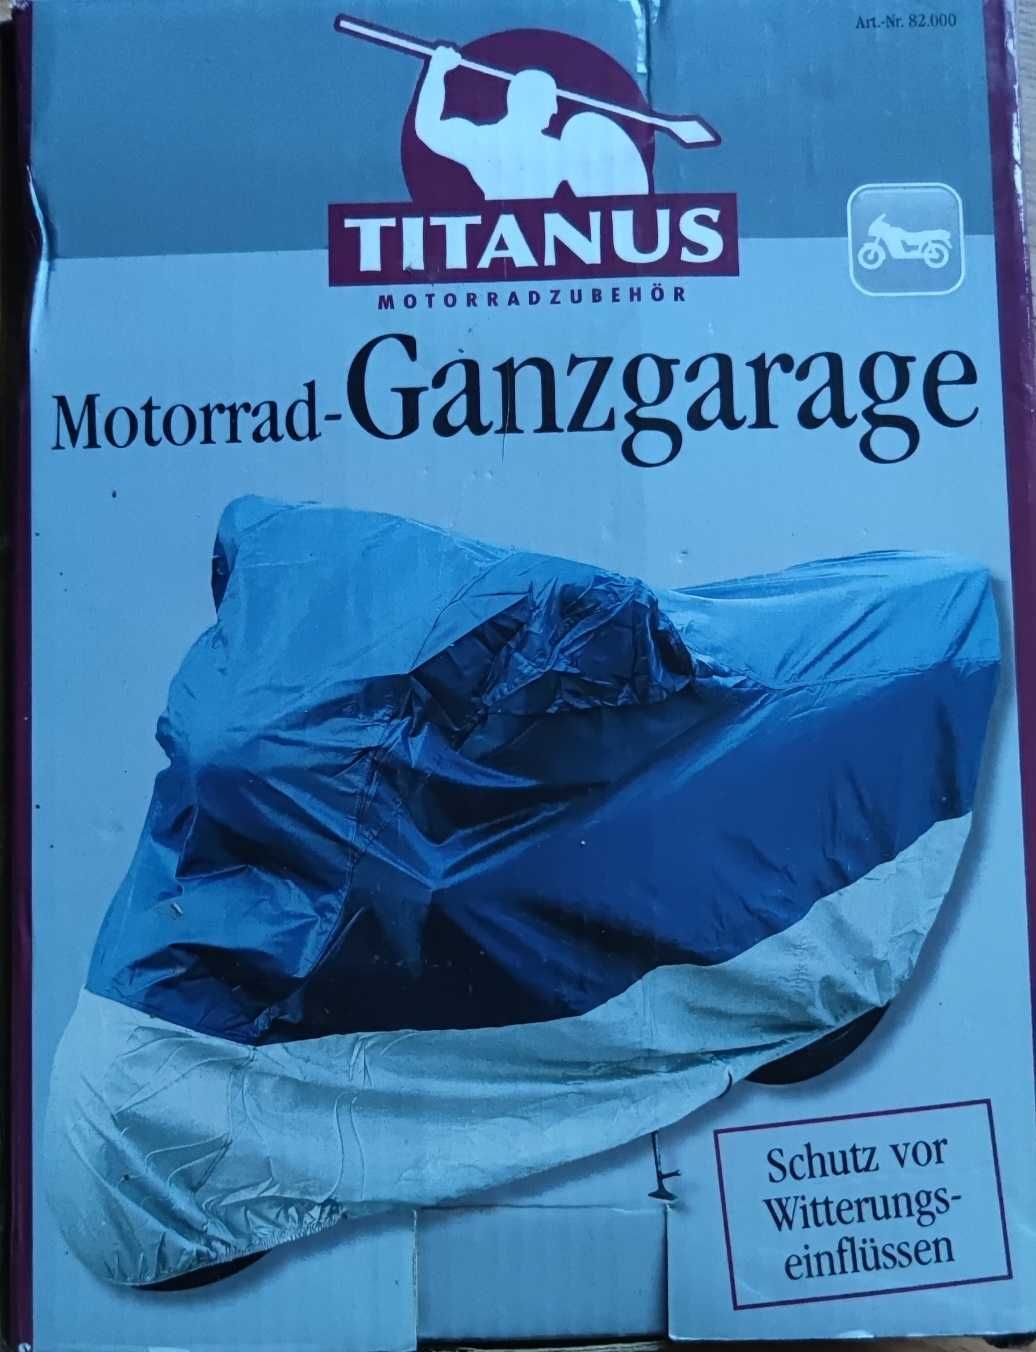 Art.-Nr. 82.000
TITANUS
MOTORRADZUBEHÖR
Motorrad-Ganzgarage
Schutz vor
Witterungs-
einflüssen